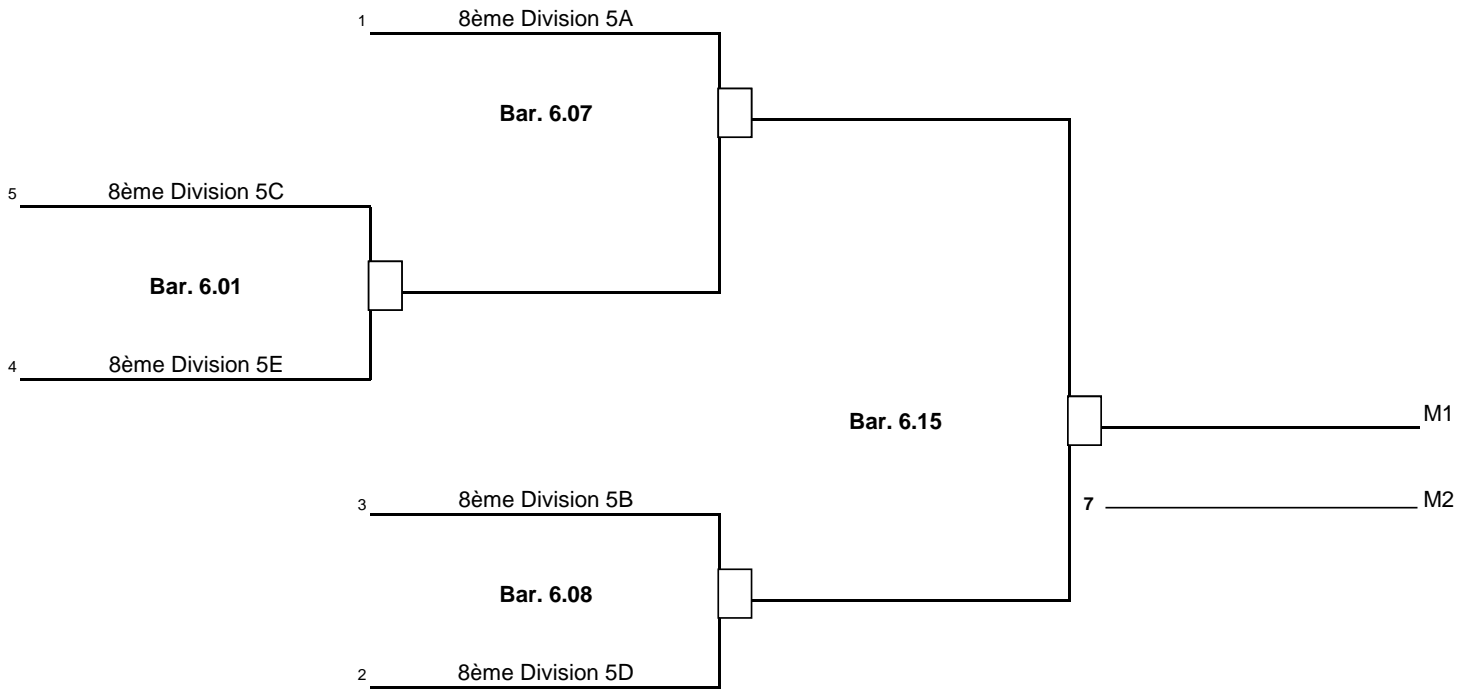 1 8ème Division 5A
Bar. 6.07
5 8ème Division 5C
Bar. 6.01
4 8ème Division 5E
M1
Bar. 6.15
3 8ème Division 5B
7 M2
Bar. 6.08
2 8ème Division 5D